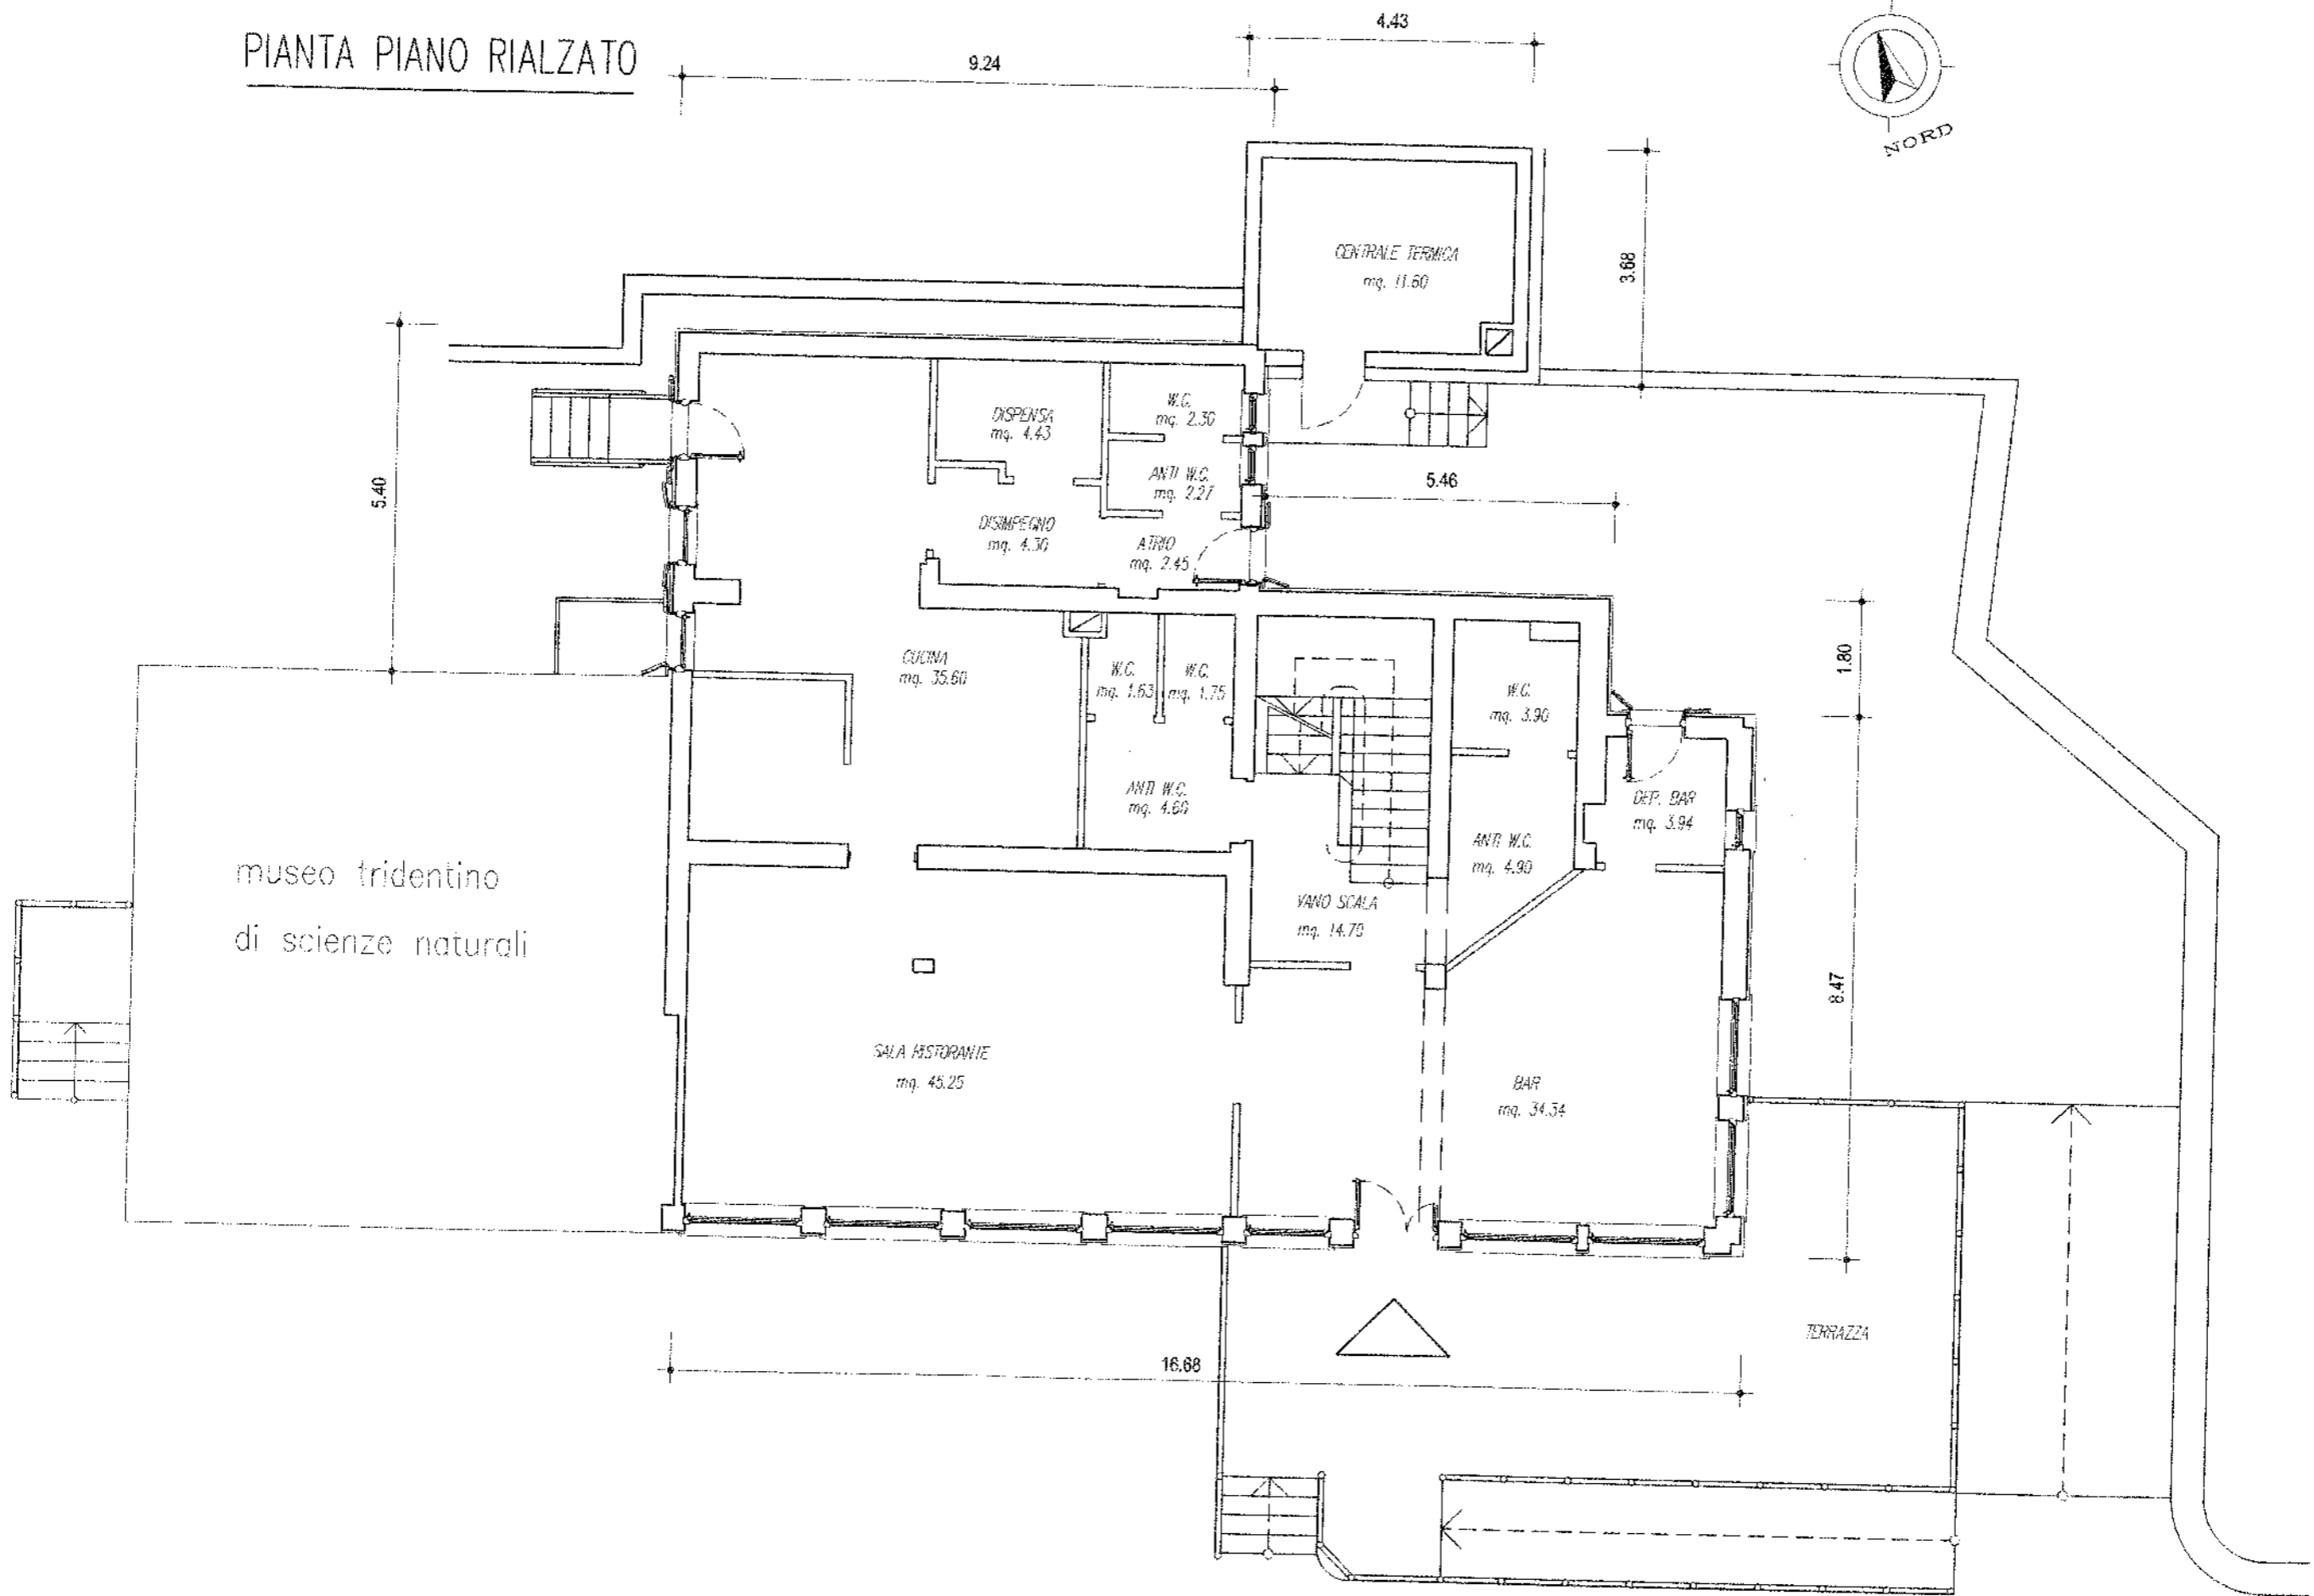 PIANTA PIANO RIALZATO
4.43
9.24
NORD
CENTRALE TERMICA
mq. 11.60
3.68
5.40
DISPENSA
mq. 4.43
W.C.
mq. 2.30
ANTI W.C.
mq. 2.27
5.46
DISIMPEGNO
mq. 4.30
ATRIO
mq. 2.45
1.80
CUCINA
mq. 35.60
W.C.
mq. 1.63
W.C.
mq. 1.75
W.C.
mq. 3.90
ANTI W.C.
mq. 4.60
DEP. BAR
mq. 3.94
ANTI W.C.
mq. 4.90
museo tridentino
di scienze naturali
VANO SCALA
mq. 14.70
8.47
SALA RISTORANTE
mq. 45.25
BAR
mq. 34.34
TERRAZZA
16.68